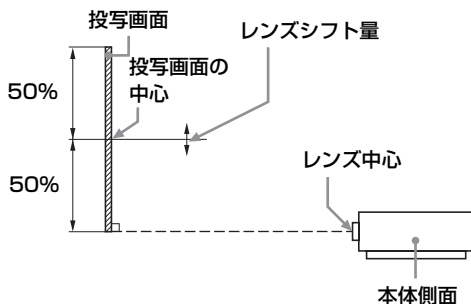 投写画面
レンズシフト量
投写画面の
中心
50%
50%
レンズ中心
本体側面